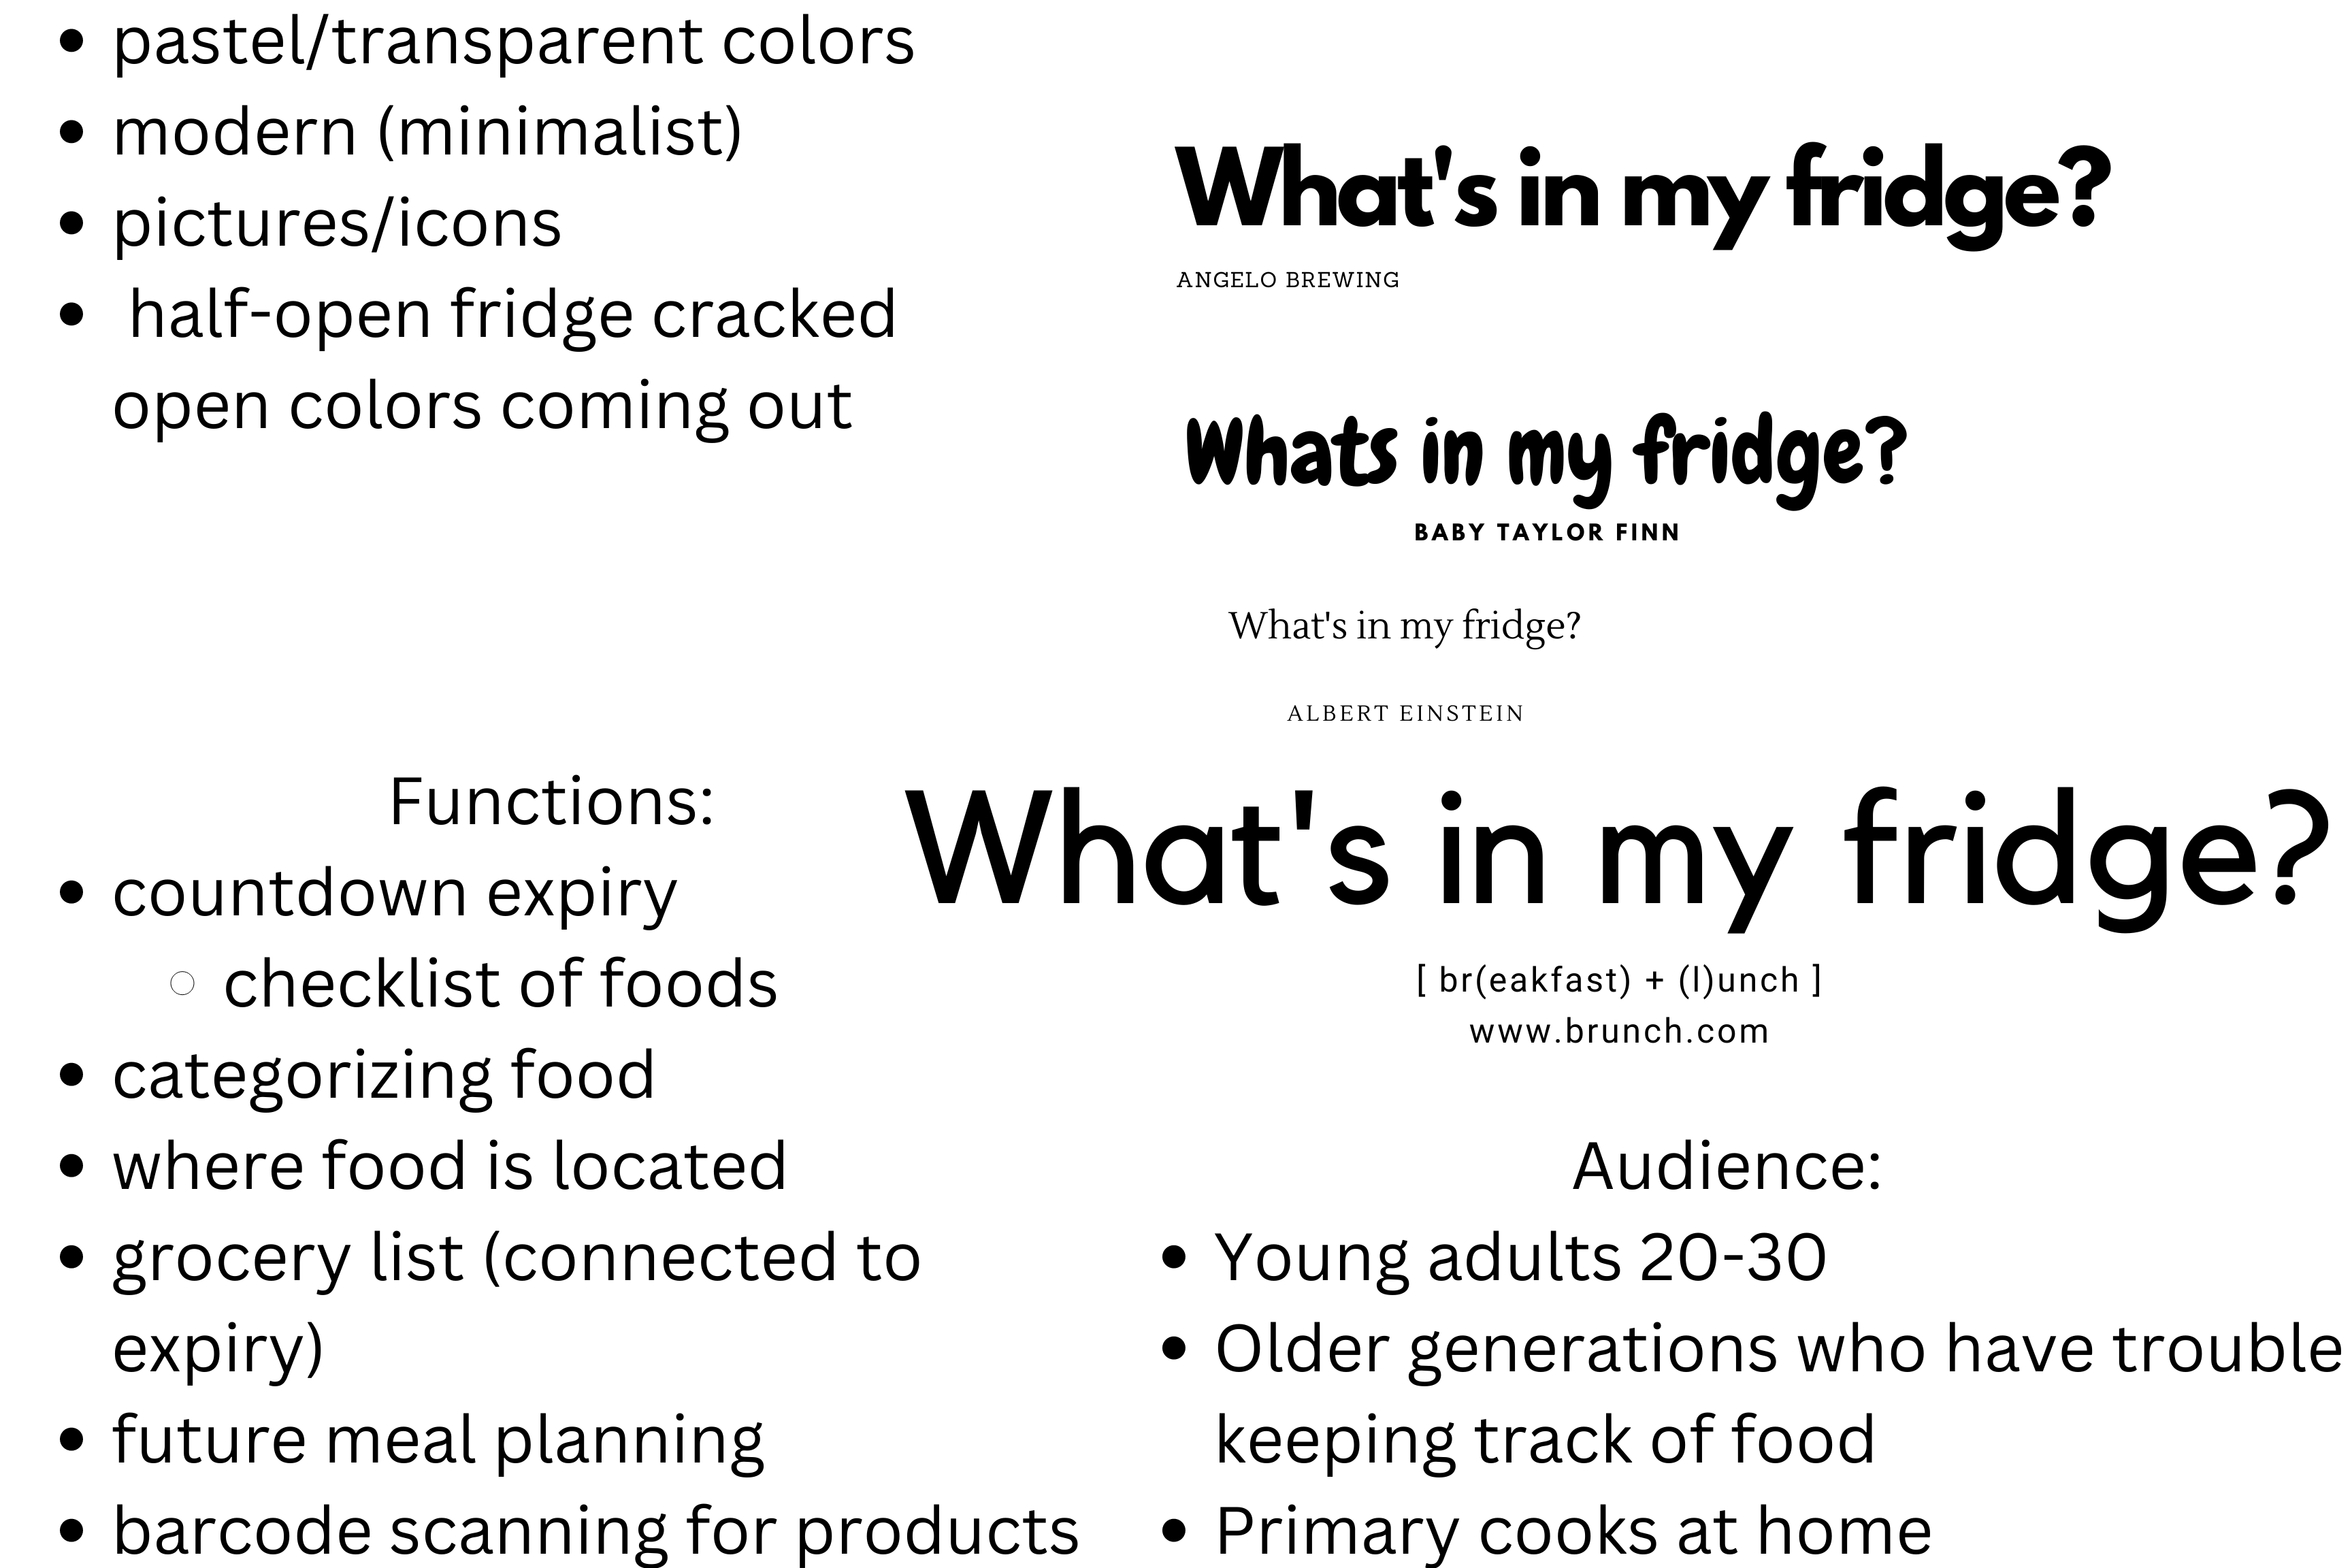 • pastel/transparent colors
• modern (minimalist)
• pictures/icons
• half-open fridge cracked
open colors coming out
What's in my fridge?
ANGELO BREWING
Whats in my fridge?
BABY TAYLOR FINN
What's in my fridge?
ALBERT EINSTEIN
What's in my fridge?
[ br(eakfast) + (l)unch ]
www.brunch.com
Functions:
• countdown expiry
○ checklist of foods
• categorizing food
• where food is located
• grocery list (connected to
expiry)
• future meal planning
• barcode scanning for products
Audience:
• Young adults 20-30
• Older generations who have trouble
keeping track of food
• Primary cooks at home